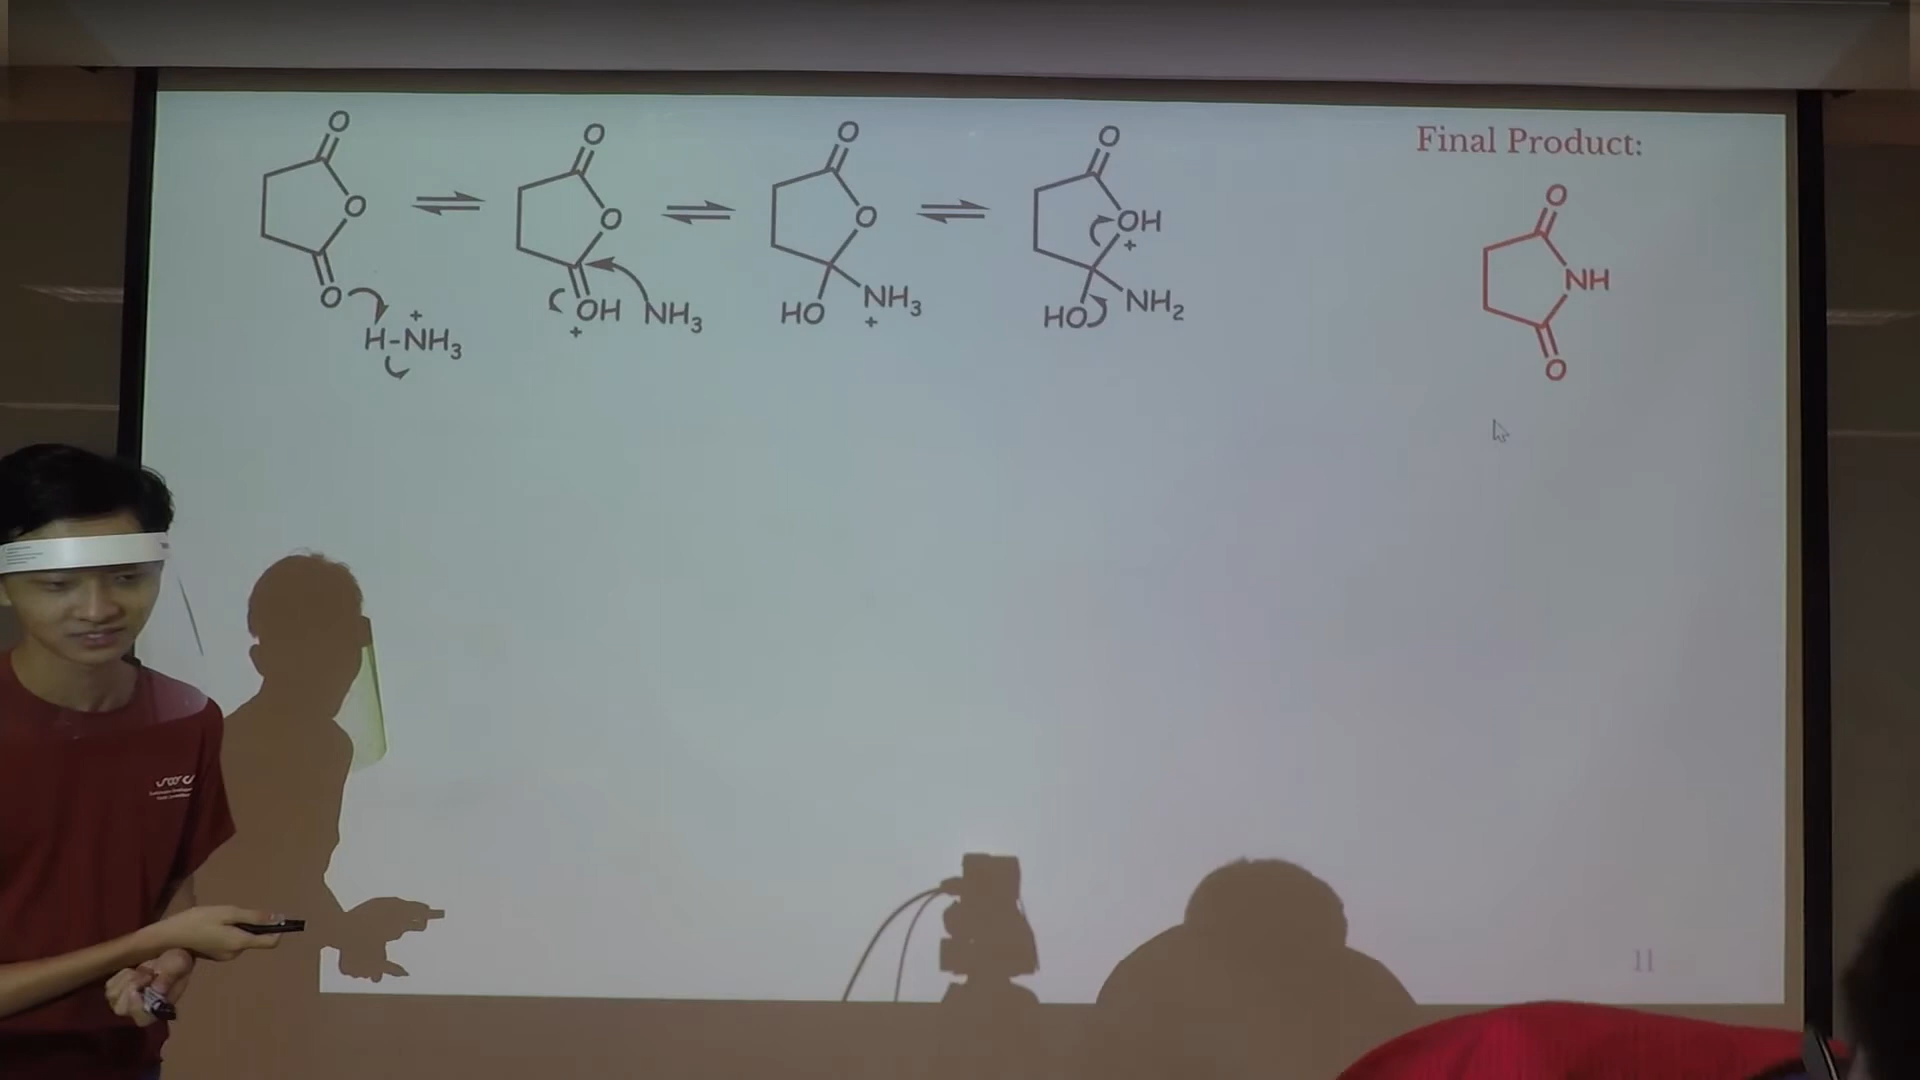 Final Product:
O
O
O
H-NH3
+
O
O
OH
+
NH3
O
O
HO
NH3
+
O
OH
+
HO
NH2
O
NH
O
11